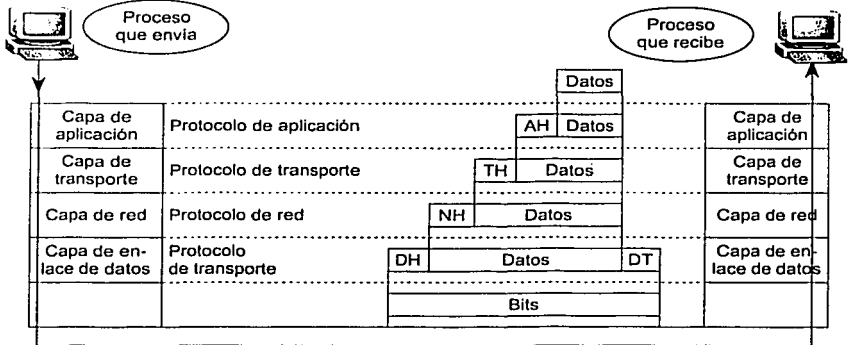 Proceso
que envía
Proceso
que recibe
Datos
Capa de
aplicación
Protocolo de aplicación
AH
Datos
Capa de
aplicación
Capa de
transporte
Protocolo de transporte
TH
Datos
Capa de
transporte
Capa de red
Protocolo de red
NH
Datos
Capa de red
Capa de en-
lace de datos
Protocolo
de transporte
DH
Datos
DT
Capa de en-
lace de datos
Bits